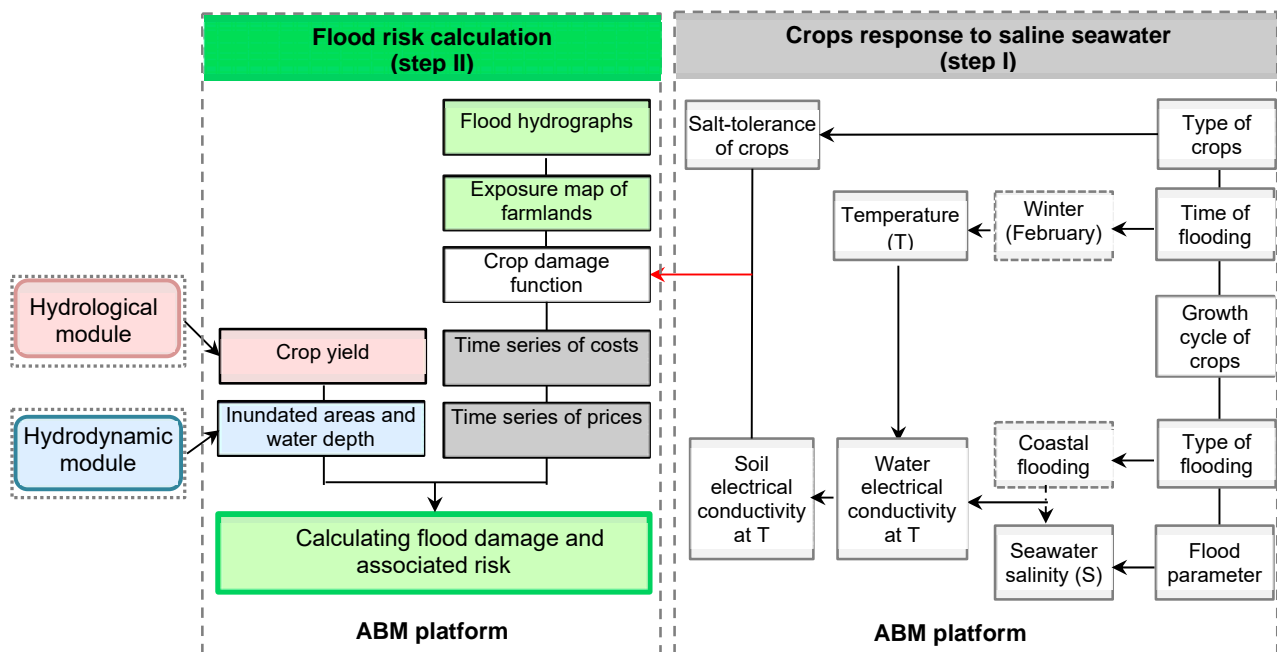 Flood risk calculation
(step II)
Crops response to saline seawater
(step I)
Flood hydrographs
Exposure map of
farmlands
Crop damage
function
Time series of costs
Time series of prices
Hydrological
module
Crop yield
Hydrodynamic
module
Inundated areas and
water depth
Calculating flood damage and
associated risk
ABM platform
Salt-tolerance
of crops
Type of
crops
Temperature
(T)
Winter
(February)
Time of
flooding
Growth
cycle of
crops
Soil
electrical
conductivity
at T
Water
electrical
conductivity
at T
Coastal
flooding
Type of
flooding
Seawater
salinity (S)
Flood
parameter
ABM platform